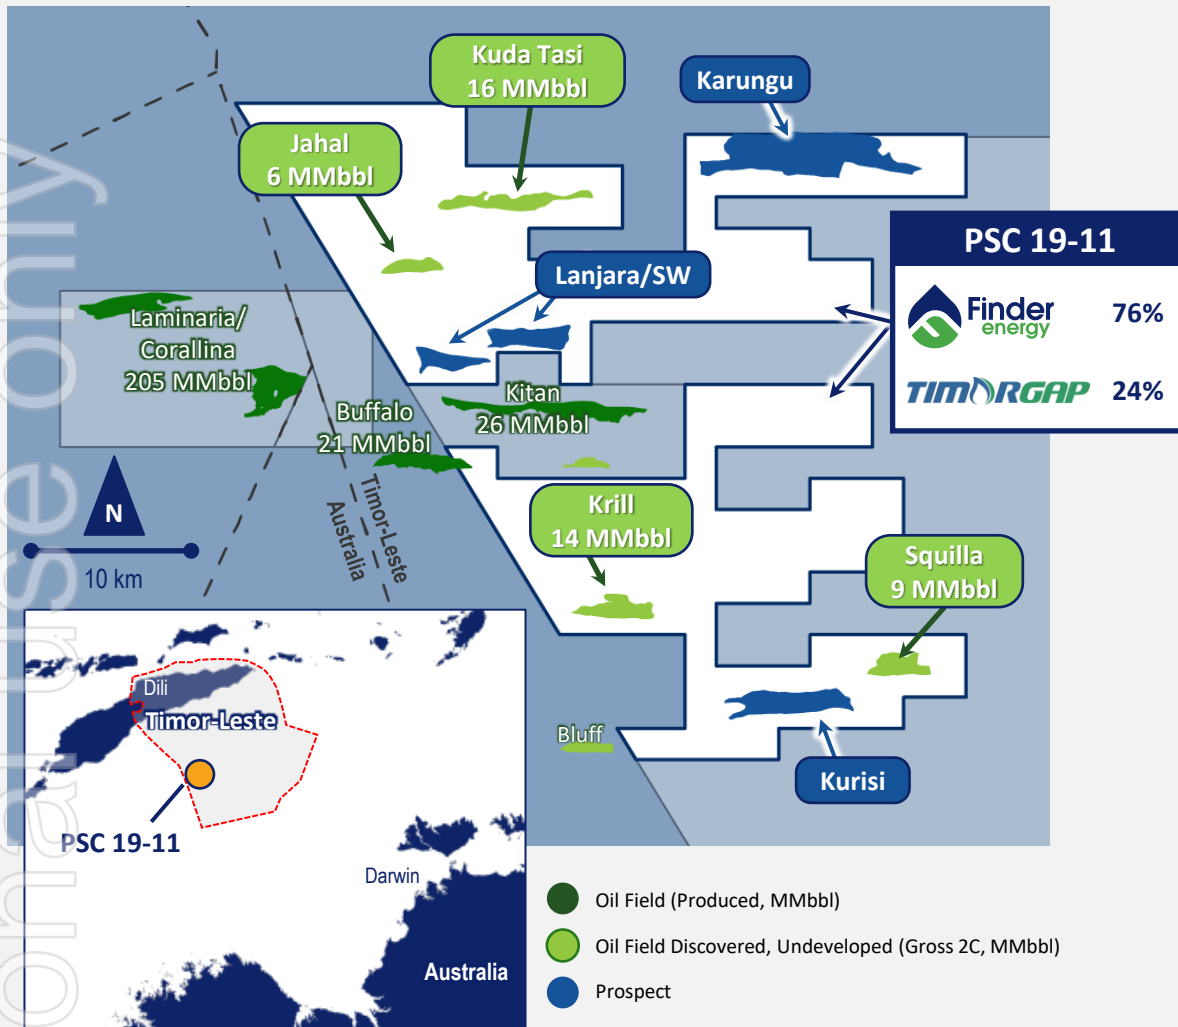 Kuda Tasi
16 MMbbl
Karungu
Jahal
6 MMbbl
PSC 19-11
Lanjara/SW
Finder
energy
76%
Laminaria/
Corallina
205 MMbbl
TIMORGAP
24%
Kitan
26 MMbbl
Buffalo
21 MMbbl
Timor-Leste
Australia
Krill
14 MMbbl
N
10 km
Squilla
9 MMbbl
Dili
Timor-Leste
Bluff
Kurisi
PSC 19-11
Darwin
Australia
Oil Field (Produced, MMbbl)
Oil Field Discovered, Undeveloped (Gross 2C, MMbbl)
Prospect
onal use only